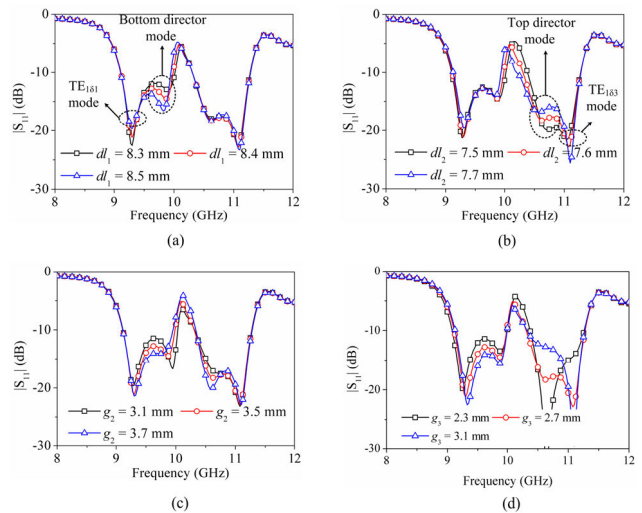 Bottom director
mode
TE1δ1
mode
|S11| (dB)
0
-10
-20
-30
dl1 = 8.3 mm
dl1 = 8.4 mm
dl1 = 8.5 mm
8 9 10 11 12
Frequency (GHz)
(a)
Top director
mode
TE1δ3
mode
|S11| (dB)
0
-10
-20
-30
dl2 = 7.5 mm
dl2 = 7.6 mm
dl2 = 7.7 mm
8 9 10 11 12
Frequency (GHz)
(b)
|S11| (dB)
0
-10
-20
-30
g2 = 3.1 mm
g2 = 3.5 mm
g2 = 3.7 mm
8 9 10 11 12
Frequency (GHz)
(c)
|S11| (dB)
0
-10
-20
-30
g3 = 2.3 mm
g3 = 2.7 mm
g3 = 3.1 mm
8 9 10 11 12
Frequency (GHz)
(d)